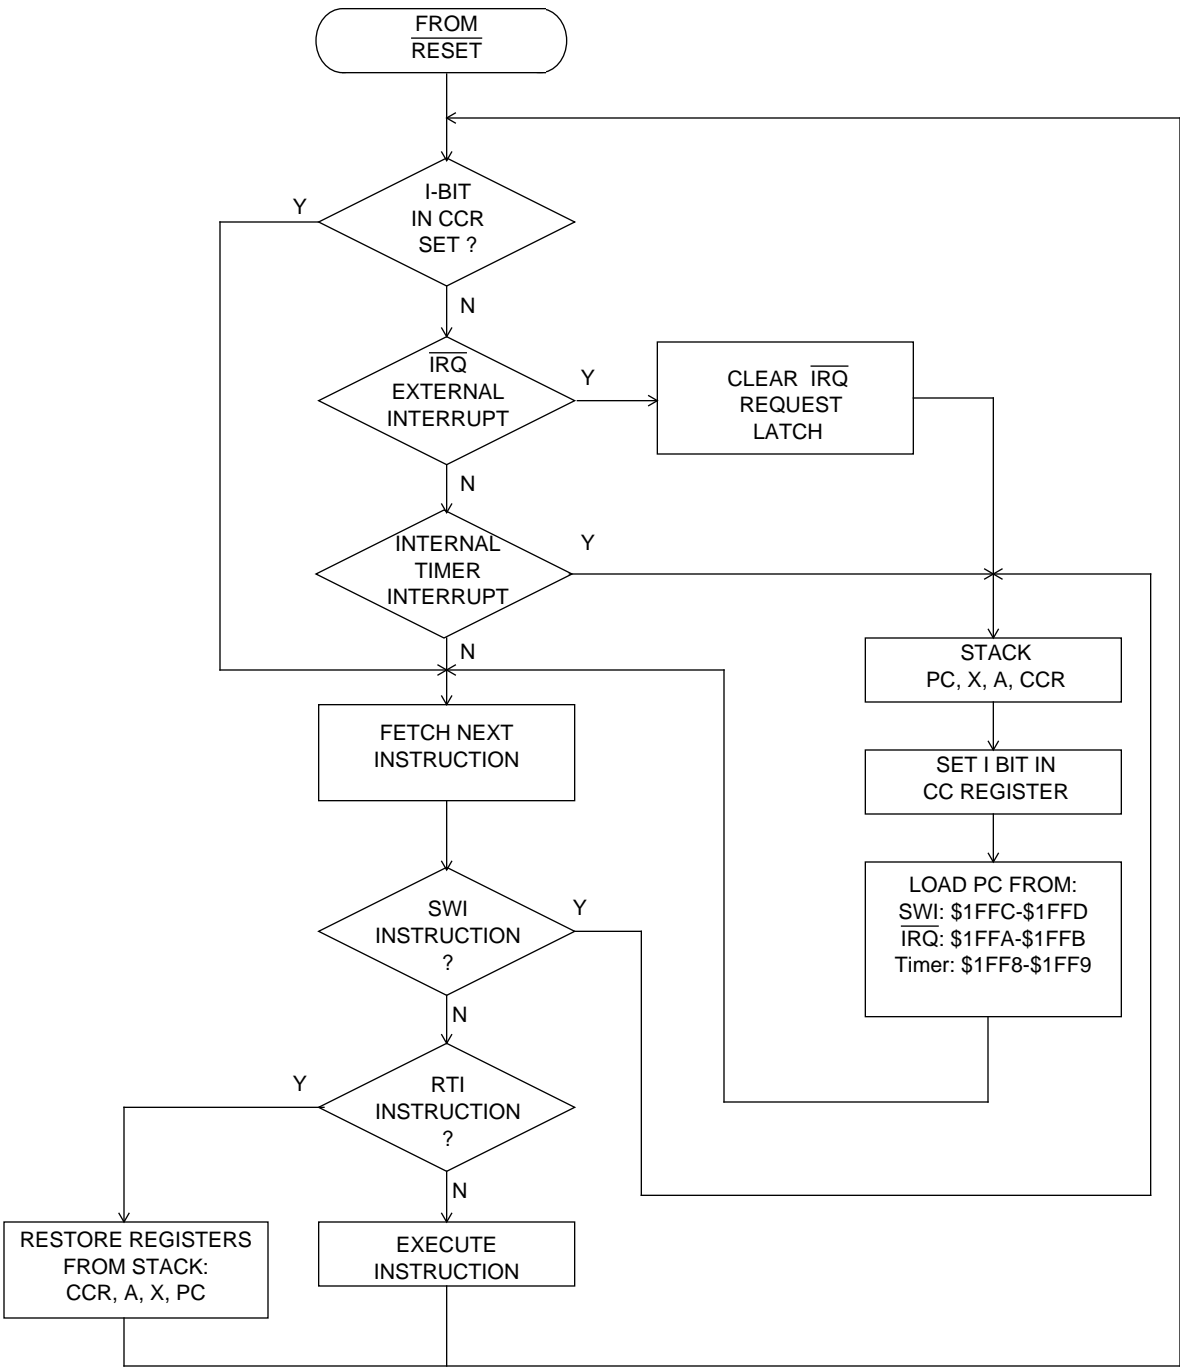 FROM
RESET
I-BIT
IN CCR
SET ?
Y
N
IRQ
EXTERNAL
INTERRUPT
Y
CLEAR IRQ
REQUEST
LATCH
N
INTERNAL
TIMER
INTERRUPT
Y
N
STACK
PC, X, A, CCR
FETCH NEXT
INSTRUCTION
SET I BIT IN
CC REGISTER
SWI
INSTRUCTION
?
Y
LOAD PC FROM:
SWI: $1FFC-$1FFD
IRQ: $1FFA-$1FFB
Timer: $1FF8-$1FF9
N
RTI
INSTRUCTION
?
Y
N
RESTORE REGISTERS
FROM STACK:
CCR, A, X, PC
EXECUTE
INSTRUCTION